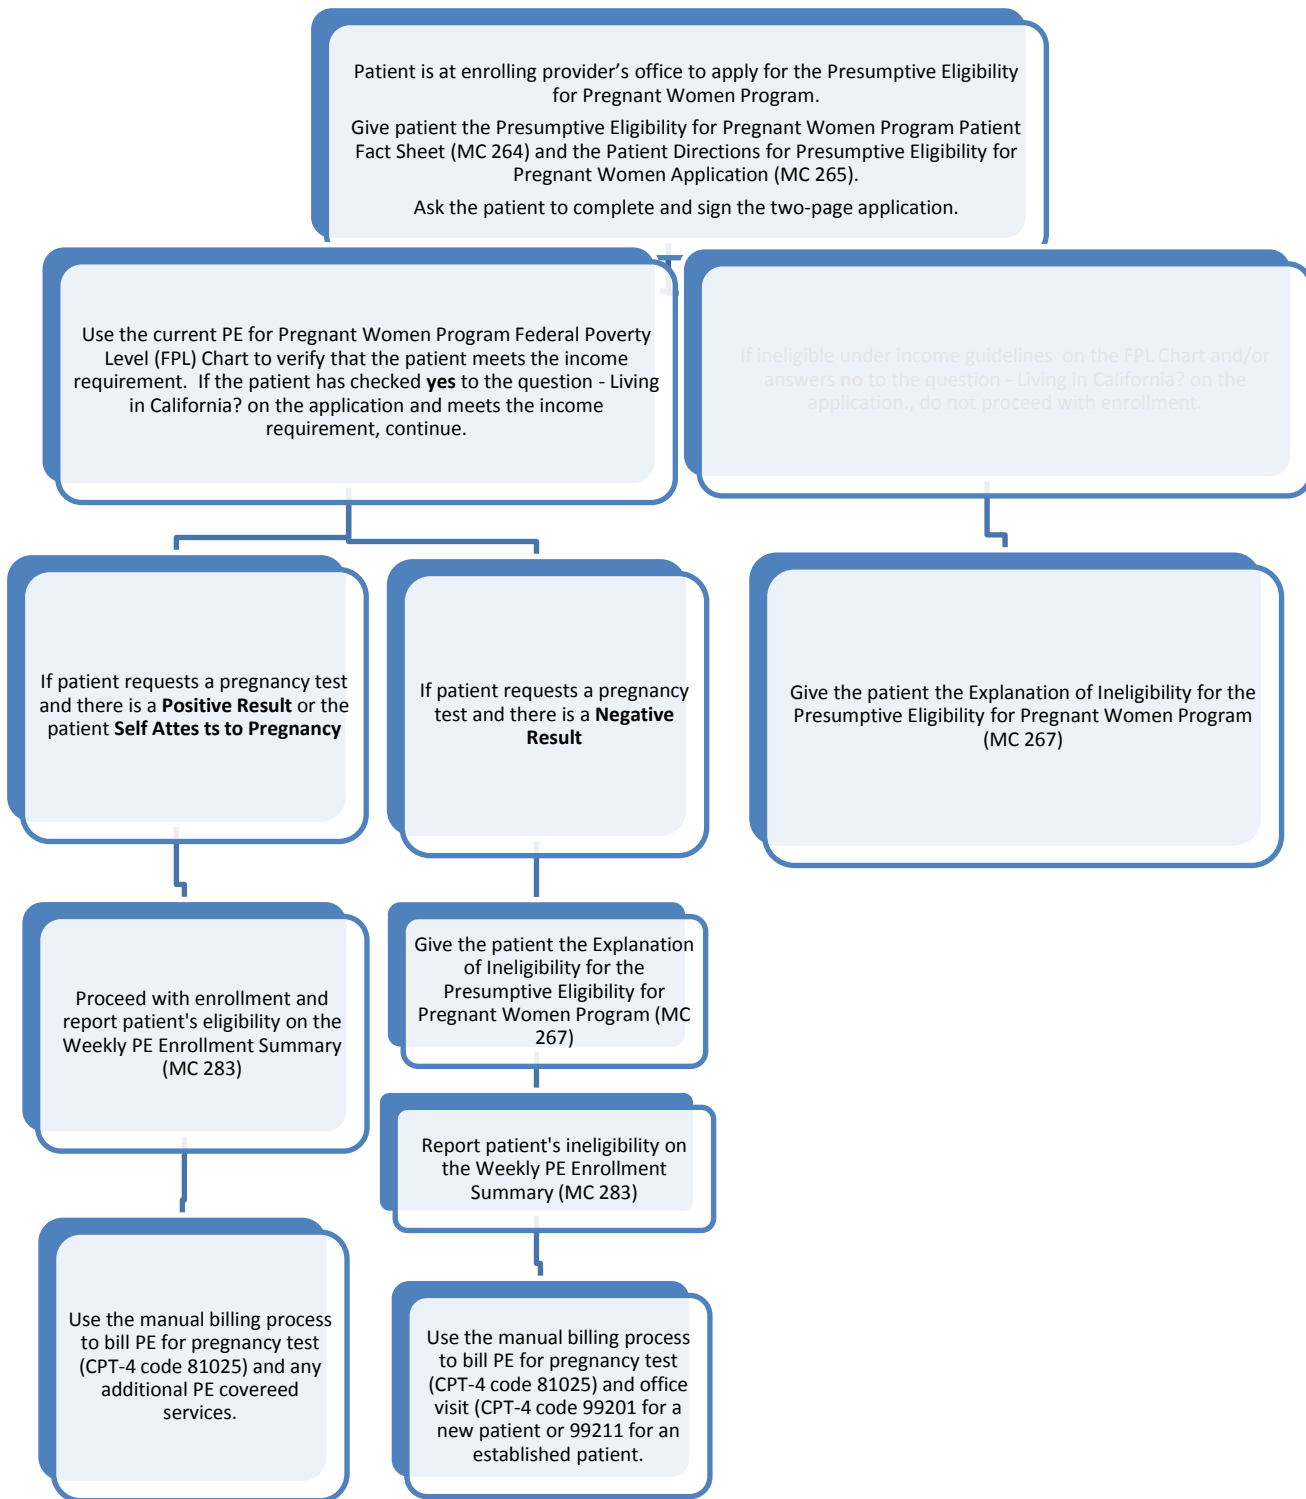 Patient is at enrolling provider's office to apply for the Presumptive Eligibility
for Pregnant Women Program.
Give patient the Presumptive Eligibility for Pregnant Women Program Patient
Fact Sheet (MC 264) and the Patient Directions for Presumptive Eligibility for
Pregnant Women Application (MC 265).
Ask the patient to complete and sign the two-page application.
Use the current PE for Pregnant Women Program Federal Poverty
Level (FPL) Chart to verify that the patient meets the income
requirement.  If the patient has checked yes to the question - Living
in California? on the application and meets the income
requirement, continue.
If ineligible under income guidelines  on the FPL Chart and/or
answers no to the question - Living in California? on the
application., do not proceed with enrollment.
If patient requests a pregnancy test
and there is a Positive Result or the
patient Self Attes ts to Pregnancy
If patient requests a pregnancy
test and there is a Negative
Result
Give the patient the Explanation of Ineligibility for the
Presumptive Eligibility for Pregnant Women Program
(MC 267)
Proceed with enrollment and
report patient's eligibility on the
Weekly PE Enrollment Summary
(MC 283)
Give the patient the Explanation
of Ineligibility for the
Presumptive Eligibility for
Pregnant Women Program (MC
267)
Report patient's ineligibility on
the Weekly PE Enrollment
Summary (MC 283)
Use the manual billing process
to bill PE for pregnancy test
(CPT-4 code 81025) and any
additional PE covereed
services.
Use the manual billing process
to bill PE for pregnancy test
(CPT-4 code 81025) and office
visit (CPT-4 code 99201 for a
new patient or 99211 for an
established patient.